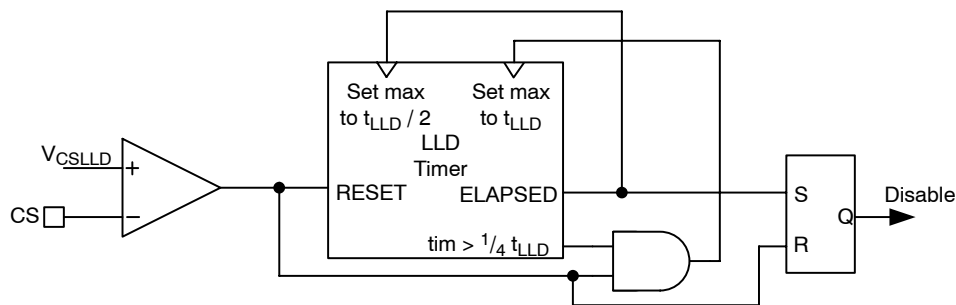 Set max
to tLLD / 2
Set max
to tLLD
LLD
Timer
VCSLLD
+
CS
−
RESET
ELAPSED
tim > 1/4 tLLD
S
R
Q
Disable